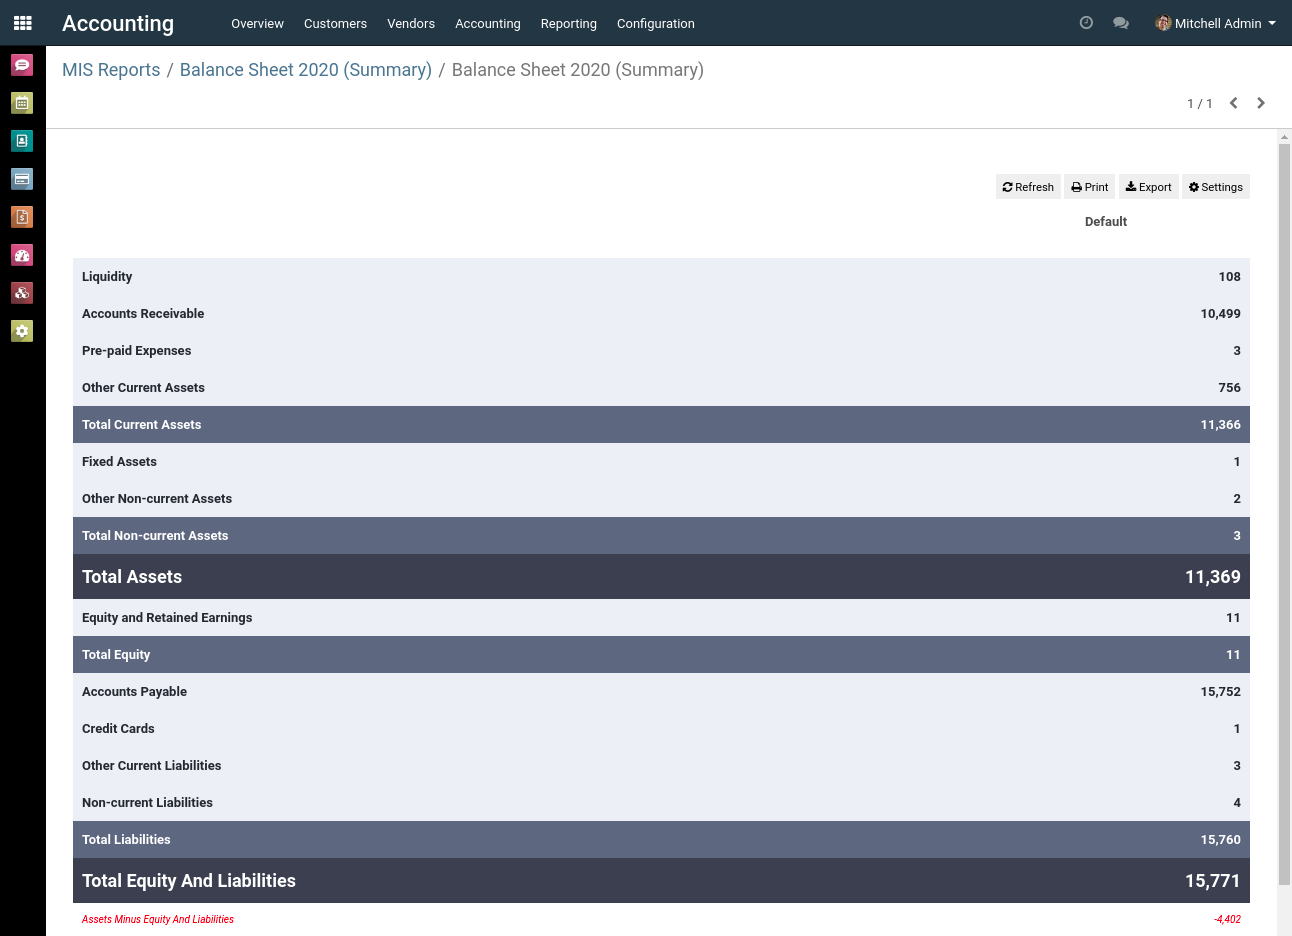 Accounting Overview Customers Vendors Accounting Reporting Configuration Mitchell Admin
MIS Reports / Balance Sheet 2020 (Summary) / Balance Sheet 2020 (Summary)
1 / 1
Refresh Print Export Settings
Default
Liquidity 108
Accounts Receivable 10,499
Pre-paid Expenses 3
Other Current Assets 756
Total Current Assets 11,366
Fixed Assets 1
Other Non-current Assets 2
Total Non-current Assets 3
Total Assets 11,369
Equity and Retained Earnings 11
Total Equity 11
Accounts Payable 15,752
Credit Cards 1
Other Current Liabilities 3
Non-current Liabilities 4
Total Liabilities 15,760
Total Equity And Liabilities 15,771
Assets Minus Equity And Liabilities -4,402